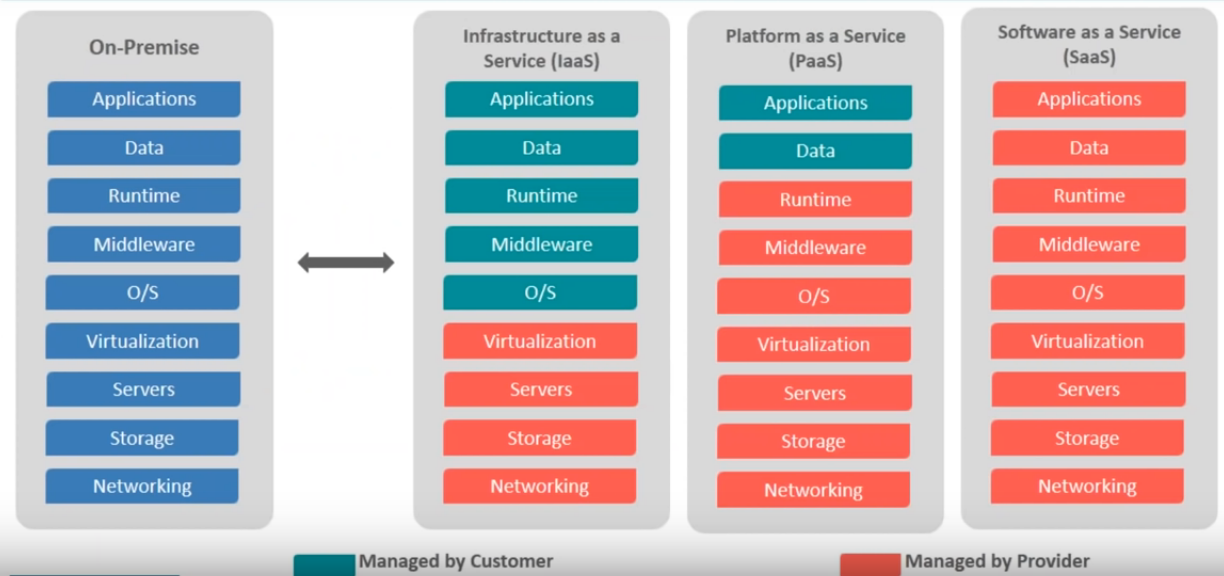 On-Premise
Applications
Data
Runtime
Middleware
O/S
Virtualization
Servers
Storage
Networking
Infrastructure as a
Service (IaaS)
Applications
Data
Runtime
Middleware
O/S
Virtualization
Servers
Storage
Networking
Platform as a Service
(PaaS)
Applications
Data
Runtime
Middleware
O/S
Virtualization
Servers
Storage
Networking
Software as a Service
(SaaS)
Applications
Data
Runtime
Middleware
O/S
Virtualization
Servers
Storage
Networking
Managed by Customer
Managed by Provider